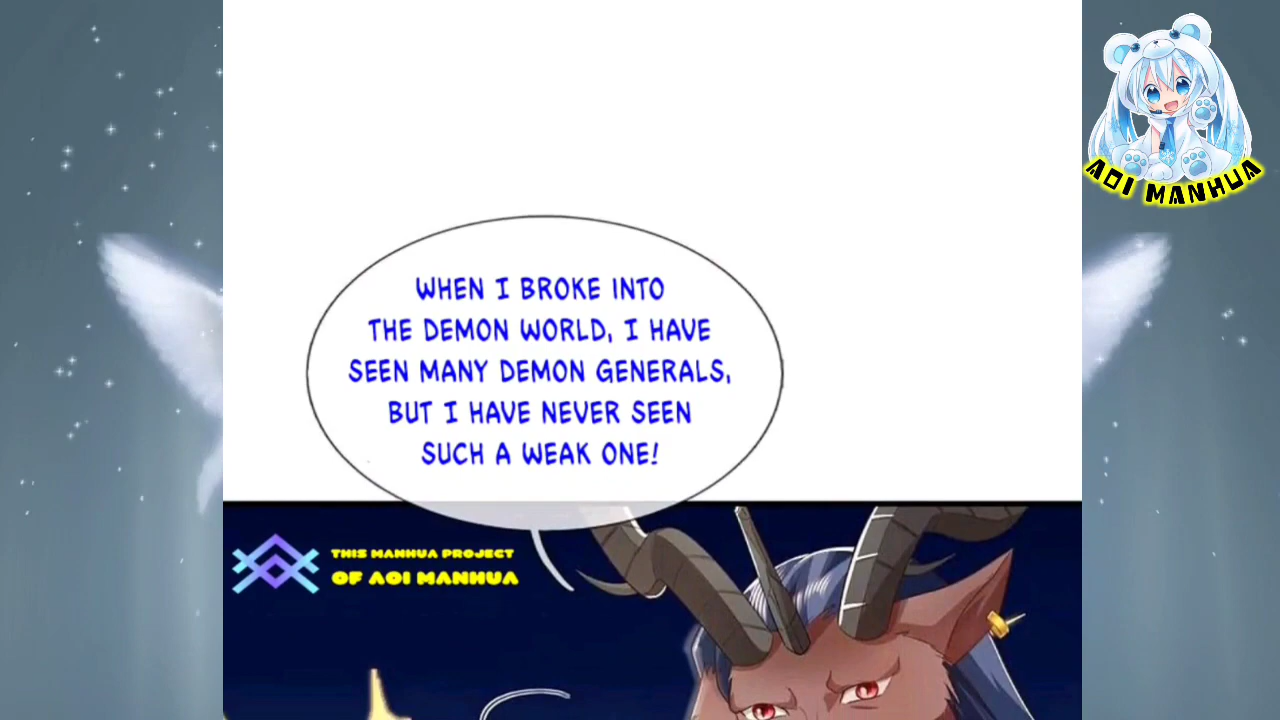 AOI MANHUA
WHEN I BROKE INTO
THE DEMON WORLD, I HAVE
SEEN MANY DEMON GENERALS,
BUT I HAVE NEVER SEEN
SUCH A WEAK ONE!
THIS MANHUA PROJECT
OF AOI MANHUA